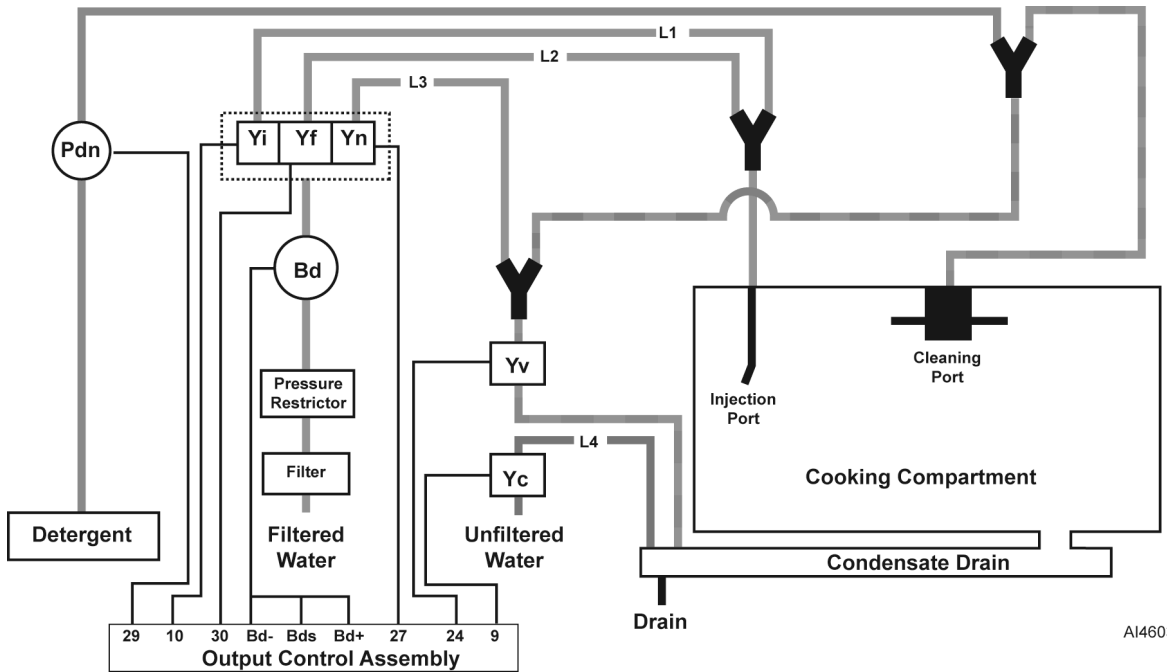 L1
L2
L3
Yi Yf Yn
Pdn
Bd
Yv
Cleaning
Port
Pressure
Restrictor
Injection
Port
L4
Filter
Yc
Cooking Compartment
Detergent
Filtered
Water
Unfiltered
Water
Condensate Drain
Drain
29 10 30 Bd- Bds Bd+ 27 24 9
Output Control Assembly
AI460